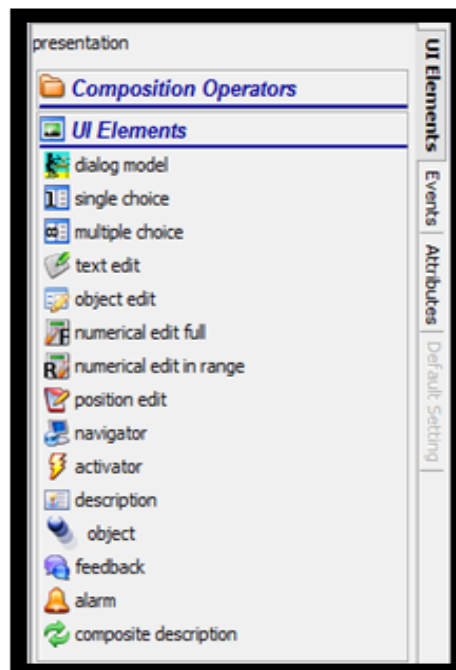 presentation
Composition Operators
UI Elements
dialog model
single choice
multiple choice
text edit
object edit
numerical edit full
numerical edit in range
position edit
navigator
activator
description
object
feedback
alarm
composite description
UI Elements
Events
Attributes
Default Setting